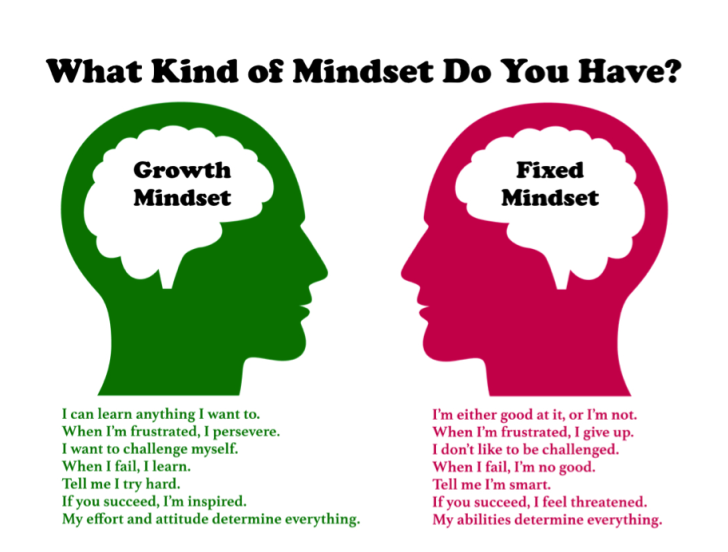 What Kind of Mindset Do You Have?
Growth
Mindset
Fixed
Mindset
I can learn anything I want to.
When I'm frustrated, I persevere.
I want to challenge myself.
When I fail, I learn.
Tell me I try hard.
If you succeed, I'm inspired.
My effort and attitude determine everything.
I'm either good at it, or I'm not.
When I'm frustrated, I give up.
I don't like to be challenged.
When I fail, I'm no good.
Tell me I'm smart.
If you succeed, I feel threatened.
My abilities determine everything.